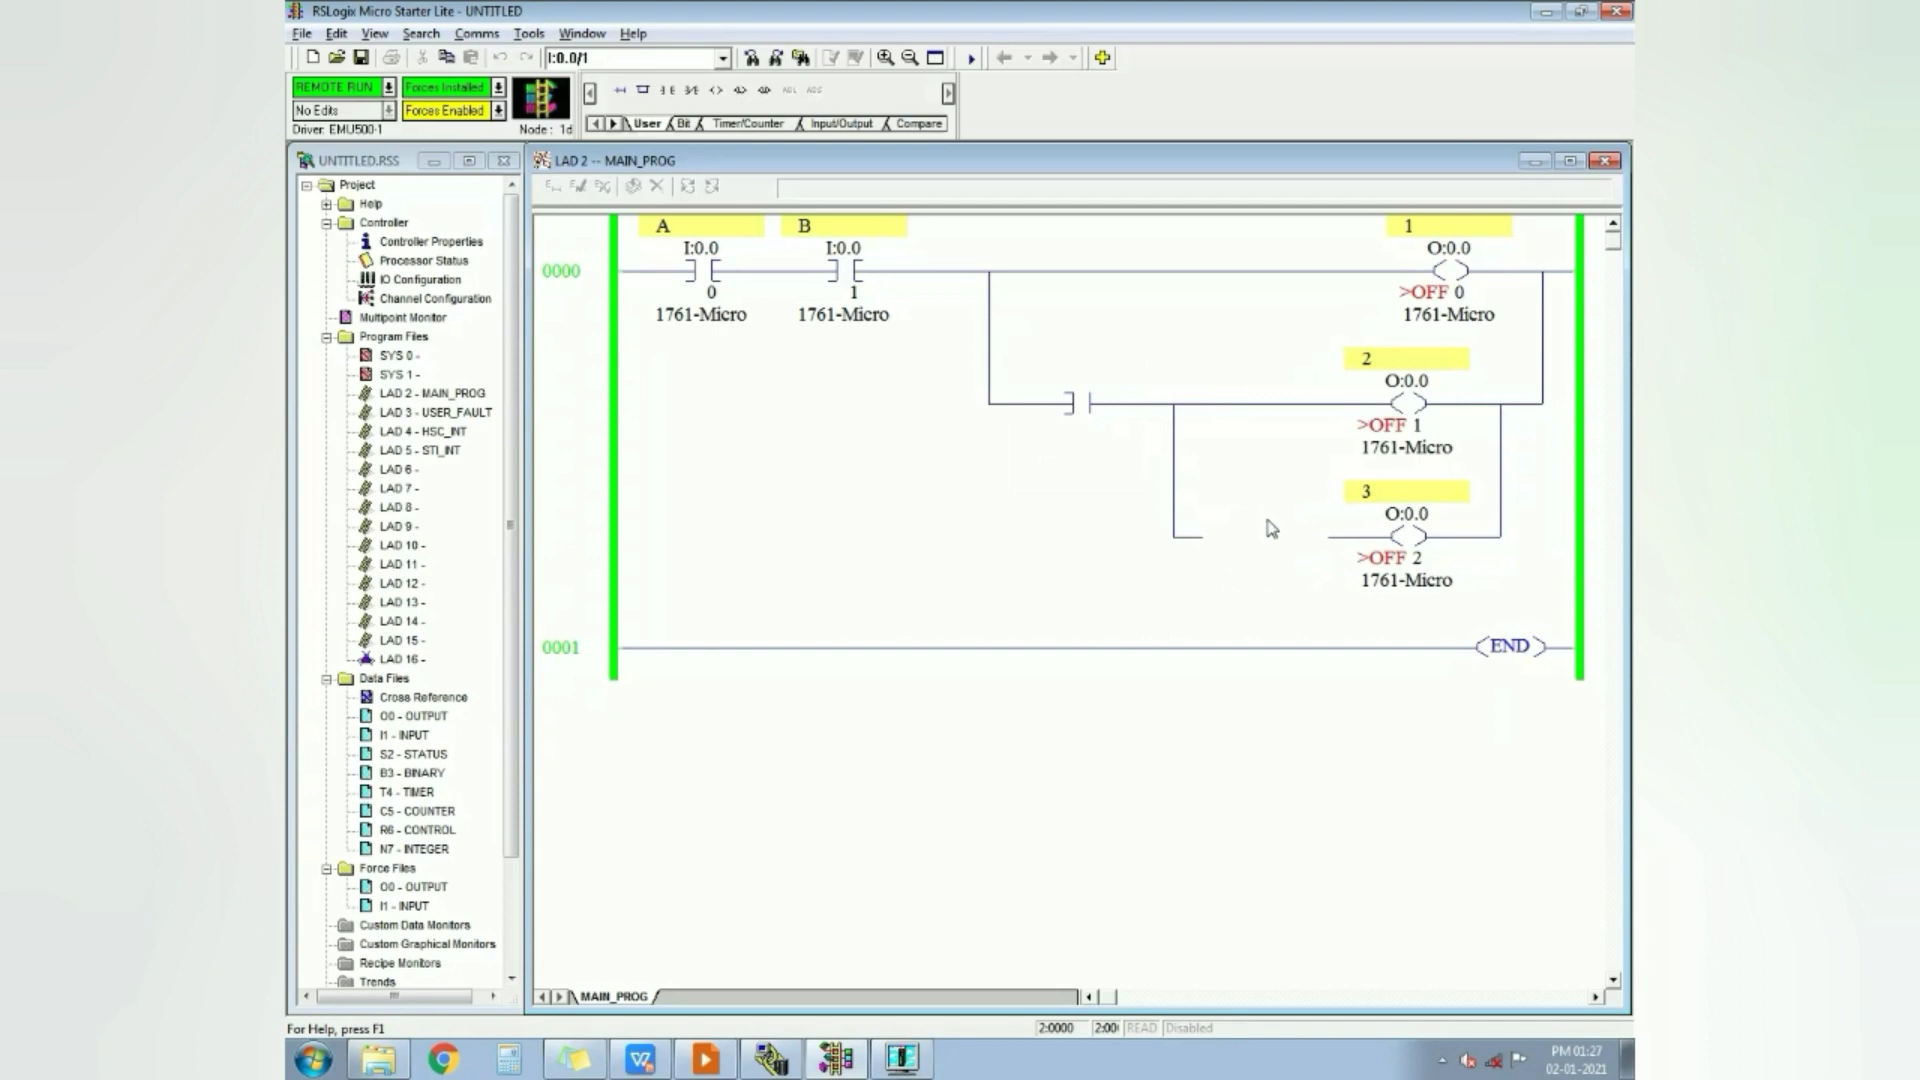 RSLogix Micro Starter Lite - UNTITLED
File Edit View Search Comms Tools Window Help
I:0.0/1
REMOTE RUN Forces Installed
No Edits Forces Enabled
Driver: EMU500-1 Node: 1d
User Bit Timer/Counter Input/Output Compare
UNTITLED.RSS
Project
Help
Controller
Controller Properties
Processor Status
IO Configuration
Channel Configuration
Multipoint Monitor
Program Files
SYS 0 -
SYS 1 -
LAD 2 - MAIN_PROG
LAD 3 - USER_FAULT
LAD 4 - HSC_INT
LAD 5 - STI_INT
LAD 6 -
LAD 7 -
LAD 8 -
LAD 9 -
LAD 10 -
LAD 11 -
LAD 12 -
LAD 13 -
LAD 14 -
LAD 15 -
LAD 16 -
Data Files
Cross Reference
O0 - OUTPUT
I1 - INPUT
S2 - STATUS
B3 - BINARY
T4 - TIMER
C5 - COUNTER
R6 - CONTROL
N7 - INTEGER
Force Files
O0 - OUTPUT
I1 - INPUT
Custom Data Monitors
Custom Graphical Monitors
Recipe Monitors
Trends
LAD 2 -- MAIN_PROG
A B 1
I:0.0 I:0.0 O:0.0
0000
0 1 >OFF 0
1761-Micro 1761-Micro 1761-Micro
2
O:0.0
>OFF 1
1761-Micro
3
O:0.0
>OFF 2
1761-Micro
0001 END
MAIN_PROG
For Help, press F1
2:0000 2:00 READ Disabled
PM 01:27
02-01-2021